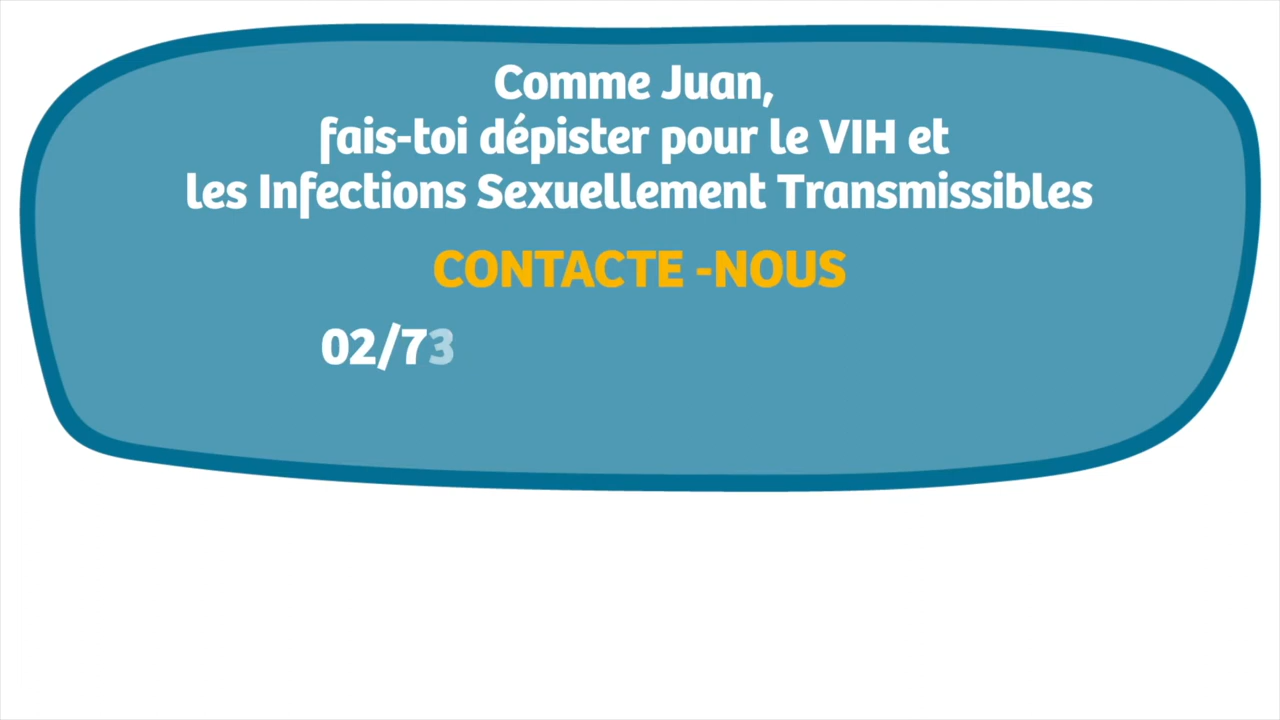 Comme Juan,
fais-toi dépister pour le VIH et
les Infections Sexuellement Transmissibles
CONTACTE -NOUS
02/73